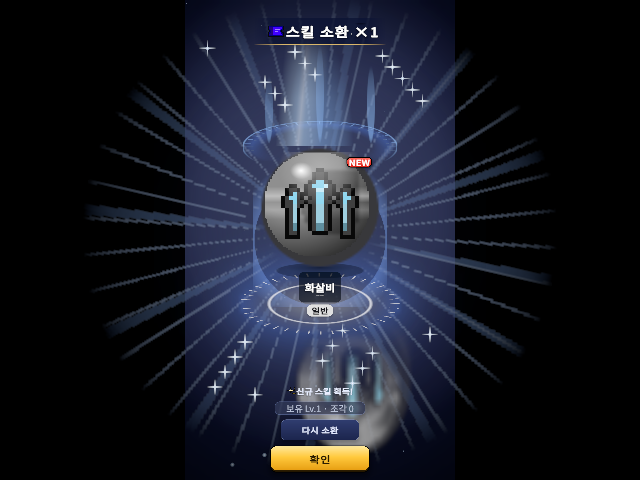 스킬 소환 ×1
NEW
화살비
일반
신규 스킬 획득!
보유 Lv.1 · 조각 0
다시 소환
확인